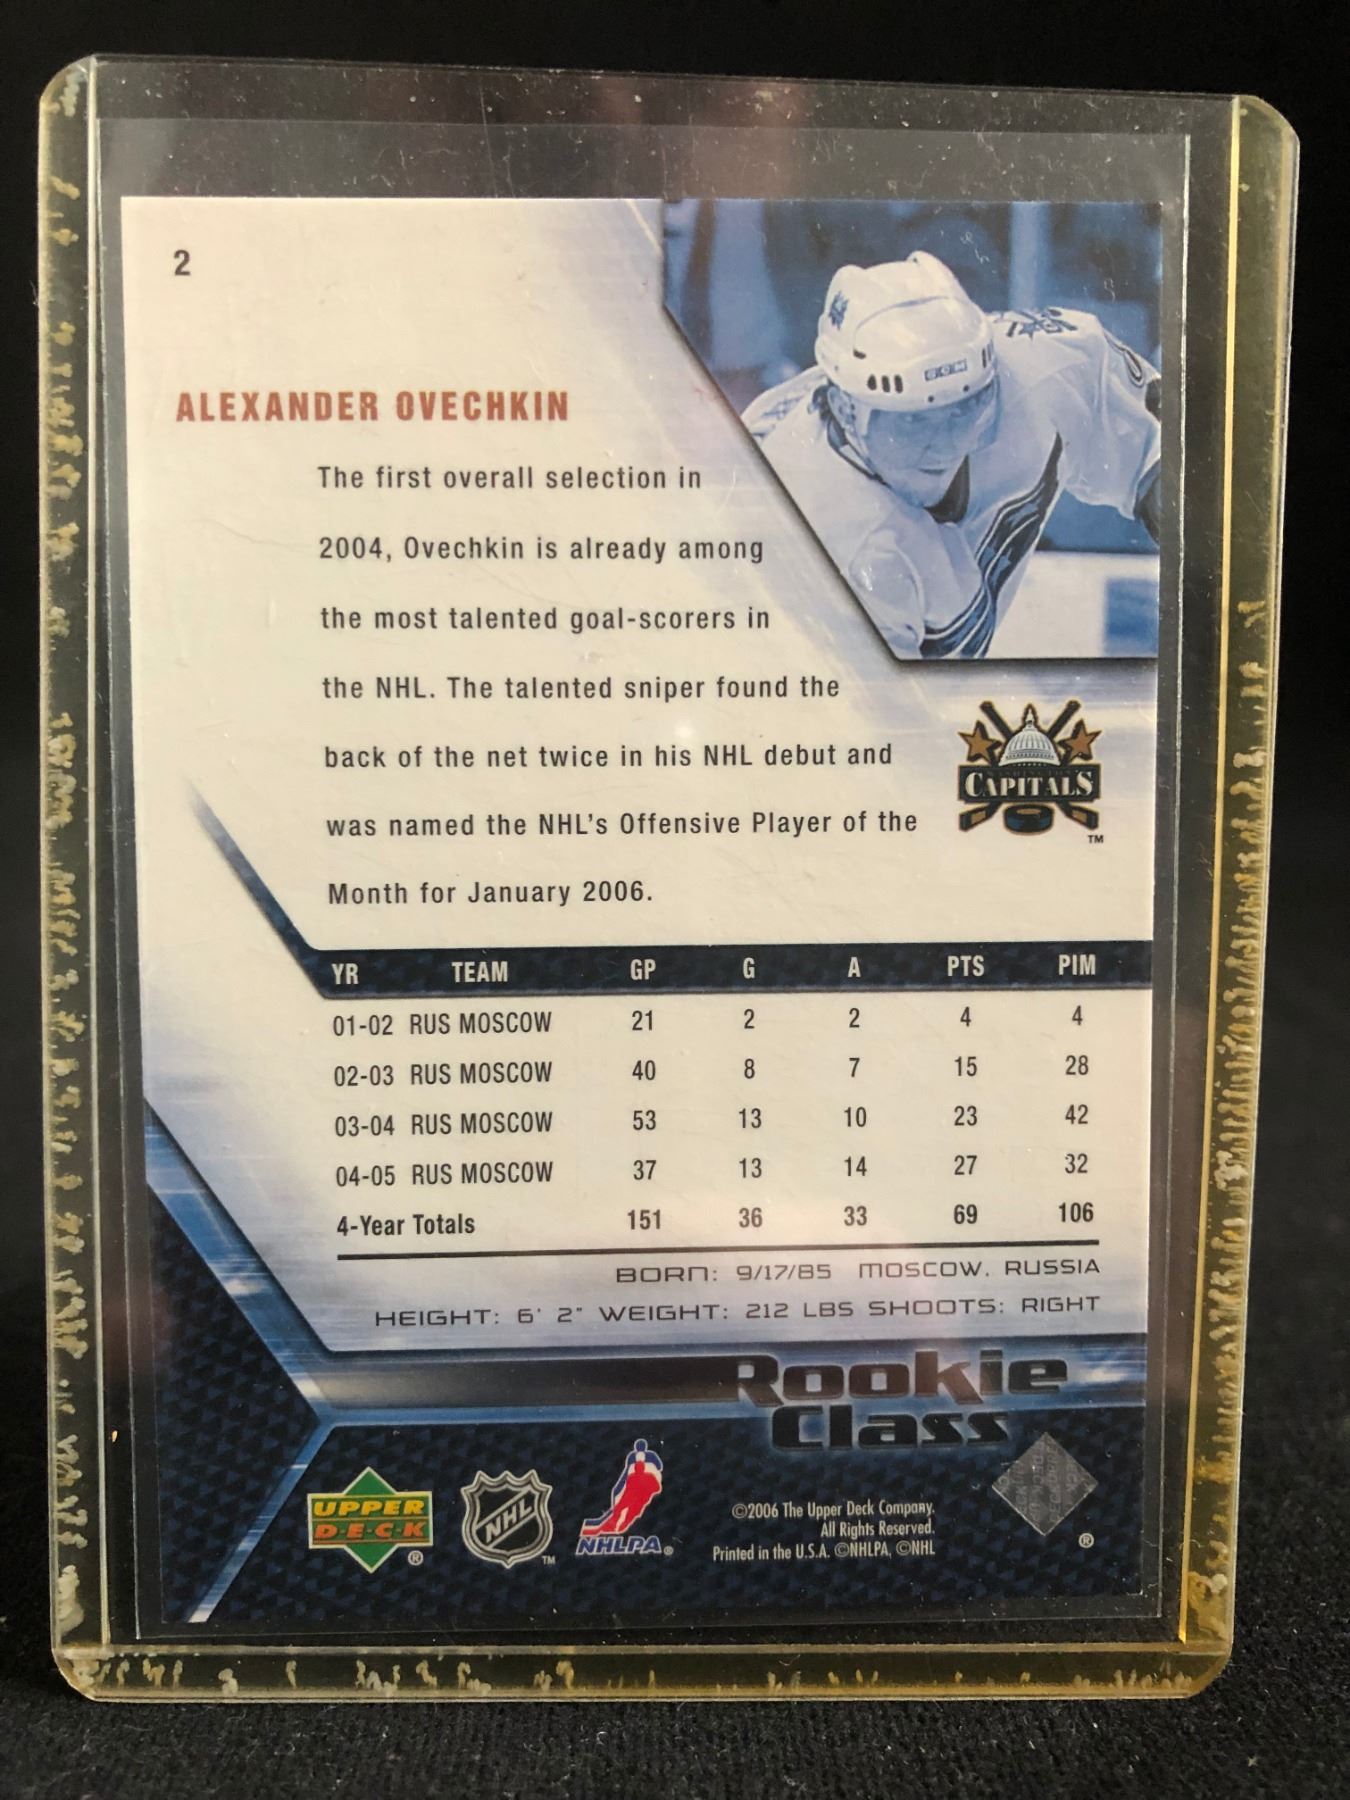 2
ALEXANDER OVECHKIN
The first overall selection in
2004, Ovechkin is already among
the most talented goal-scorers in
the NHL. The talented sniper found the
back of the net twice in his NHL debut and
was named the NHL's Offensive Player of the
Month for January 2006.
CCM
WASHINGTON
CAPITALS
TM
YR TEAM GP G A PTS PIM
01-02 RUS MOSCOW 21 2 2 4 4
02-03 RUS MOSCOW 40 8 7 15 28
03-04 RUS MOSCOW 53 13 10 23 42
04-05 RUS MOSCOW 37 13 14 27 32
4-Year Totals 151 36 33 69 106
BORN: 9/17/85 MOSCOW, RUSSIA
HEIGHT: 6' 2" WEIGHT: 212 LBS SHOOTS: RIGHT
Rookie
Class
UPPER
D·E·C·K
®
NHL
TM
NHLPA®
©2006 The Upper Deck Company.
All Rights Reserved.
Printed in the U.S.A. ©NHLPA, ©NHL
®